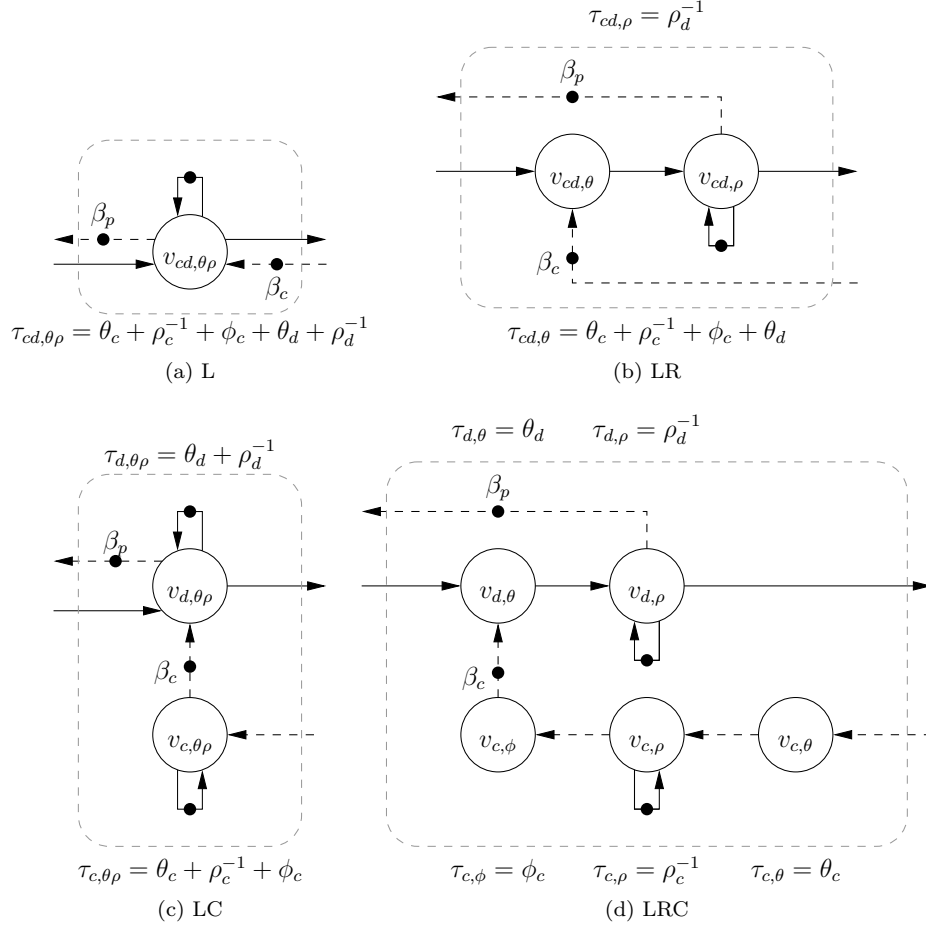 τ_{cd,ρ} = ρ_d^{-1}
β_p
v_{cd,θ} v_{cd,ρ}
β_c
τ_{cd,θ} = θ_c + ρ_c^{-1} + ϕ_c + θ_d
(b) LR
β_p
v_{cd,θρ}
β_c
τ_{cd,θρ} = θ_c + ρ_c^{-1} + ϕ_c + θ_d + ρ_d^{-1}
(a) L
τ_{d,θρ} = θ_d + ρ_d^{-1}
β_p
v_{d,θρ}
β_c
v_{c,θρ}
τ_{c,θρ} = θ_c + ρ_c^{-1} + ϕ_c
(c) LC
τ_{d,θ} = θ_d τ_{d,ρ} = ρ_d^{-1}
β_p
v_{d,θ} v_{d,ρ}
β_c
v_{c,ϕ} v_{c,ρ} v_{c,θ}
τ_{c,ϕ} = ϕ_c τ_{c,ρ} = ρ_c^{-1} τ_{c,θ} = θ_c
(d) LRC